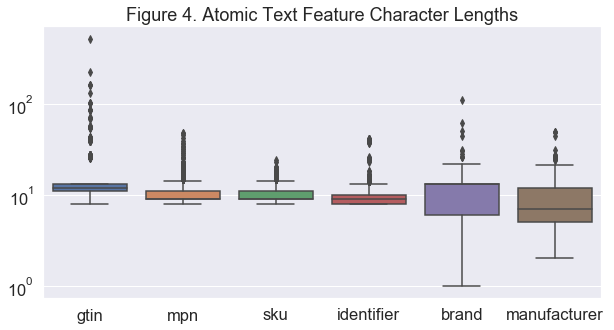 Figure 4. Atomic Text Feature Character Lengths
10²
10¹
10⁰
gtin mpn sku identifier brand manufacturer